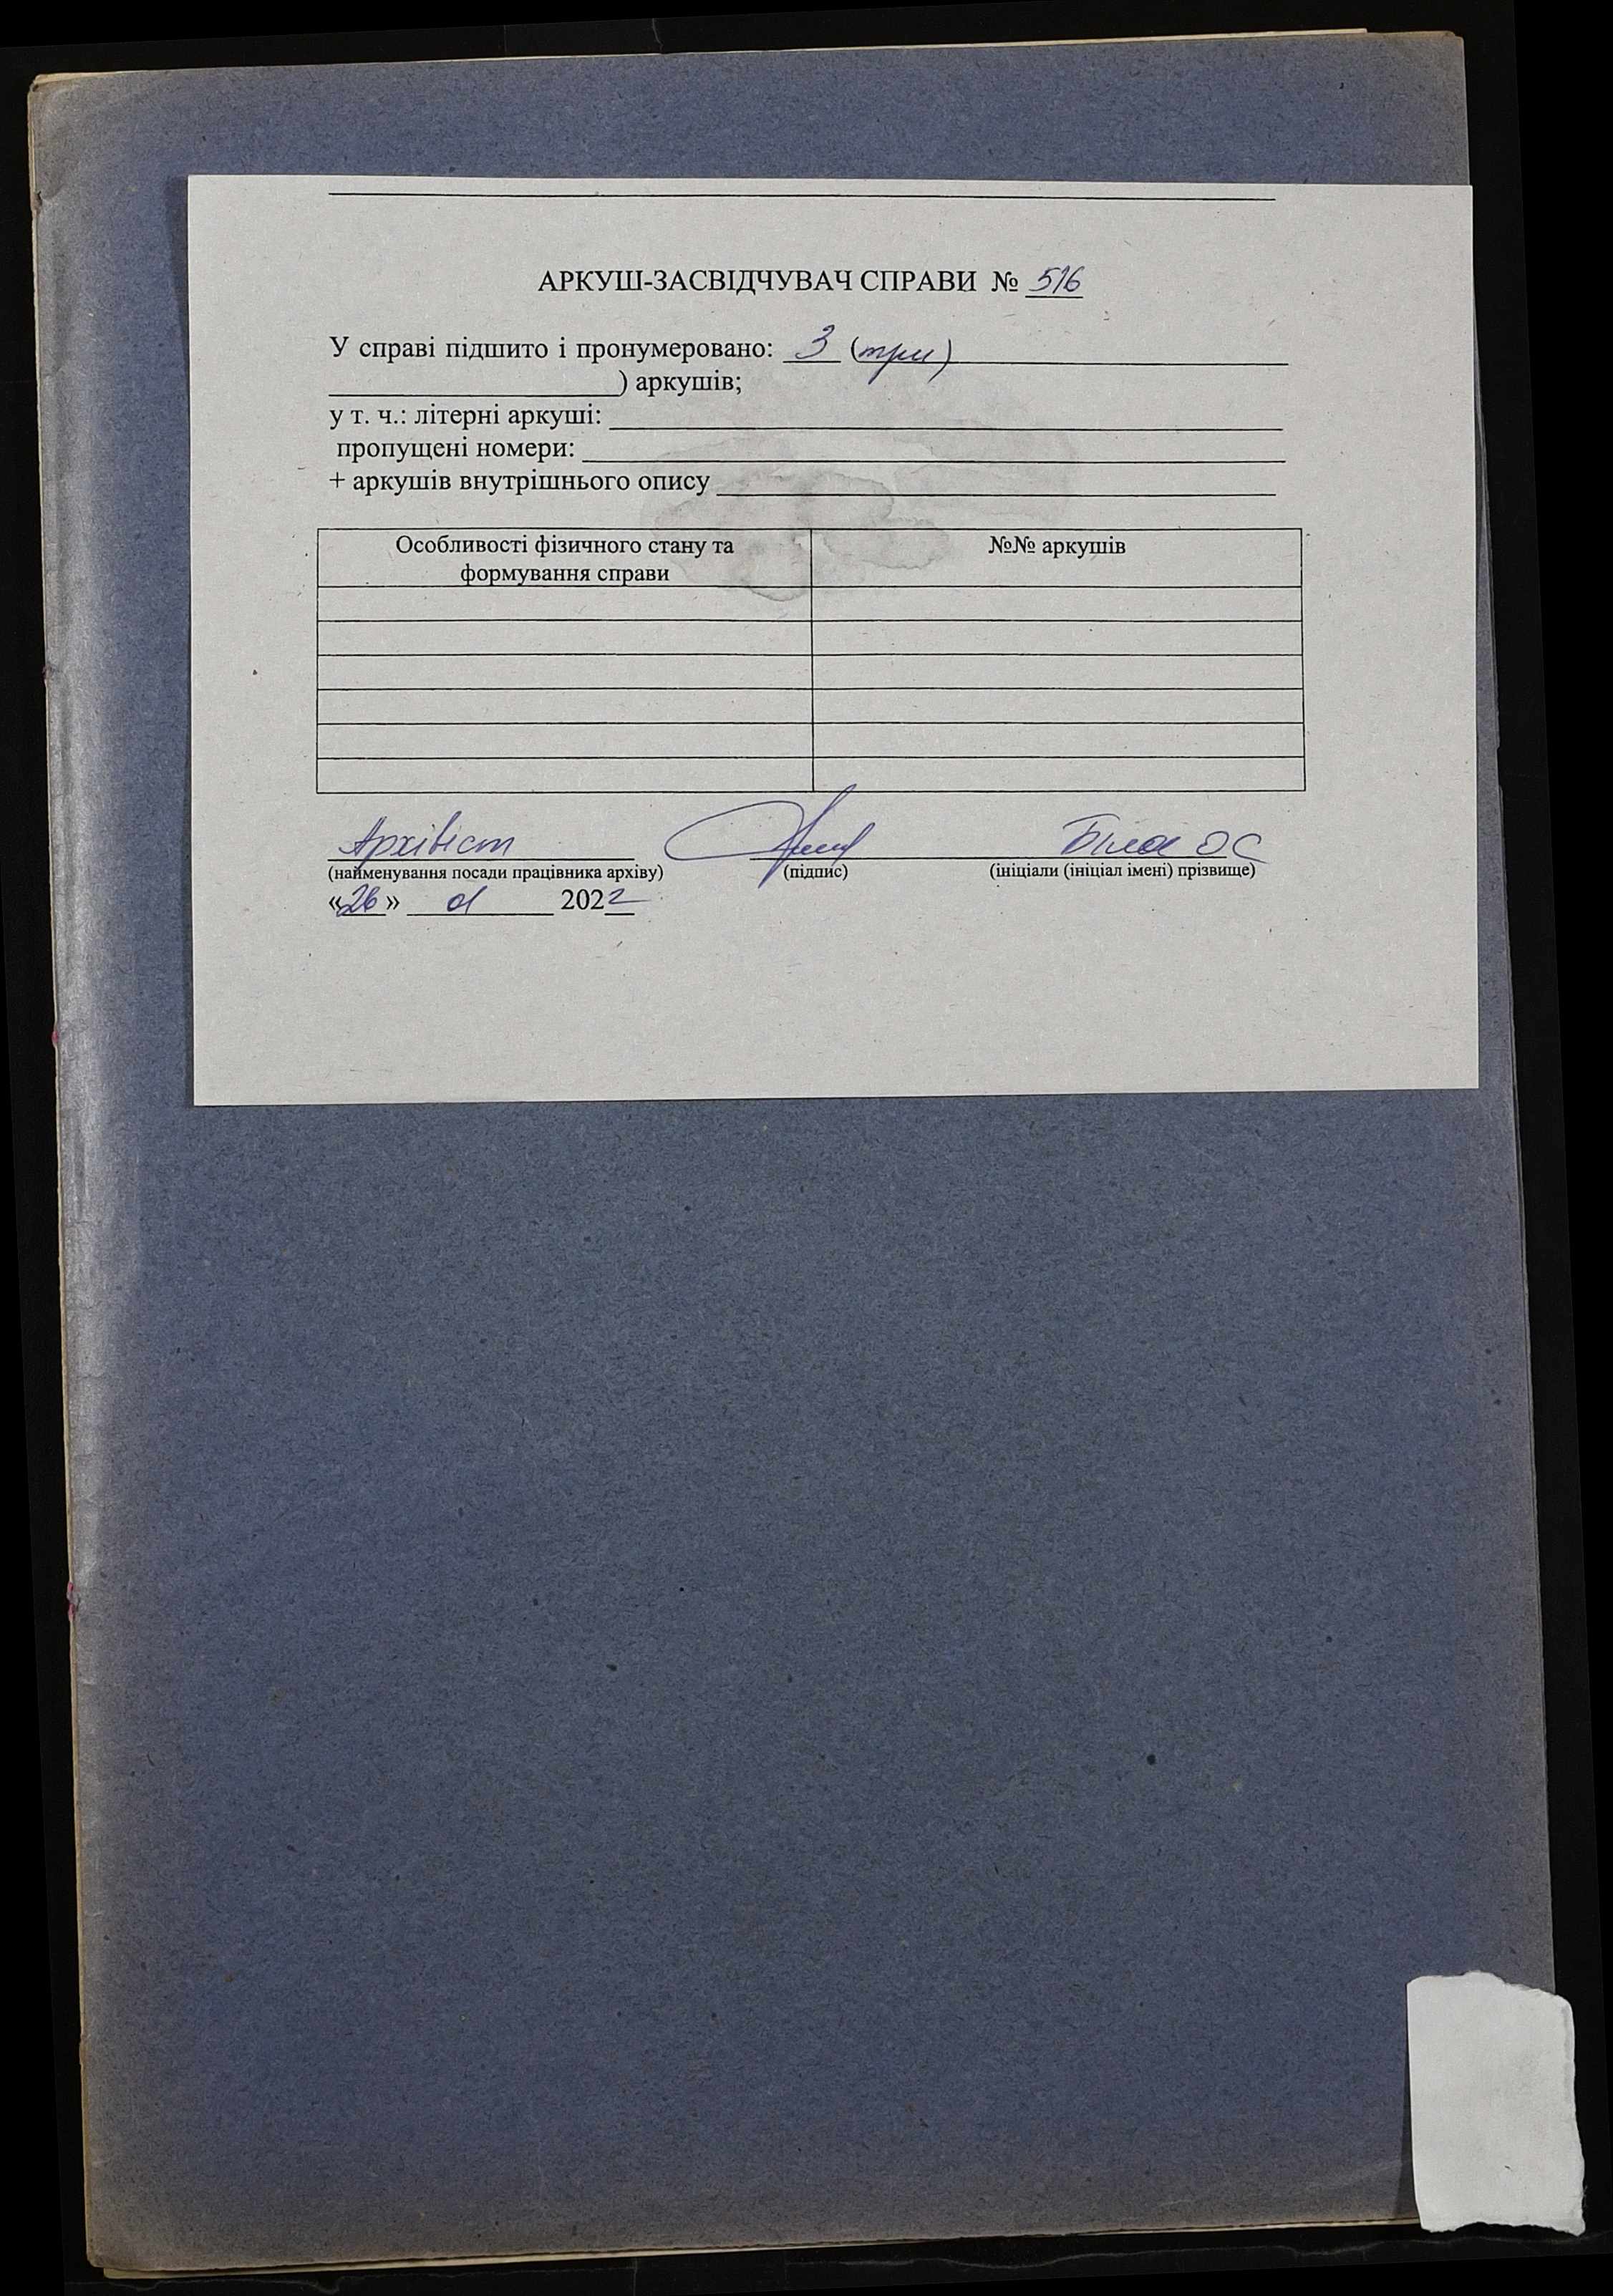 АРКУШ-ЗАСВІДЧУВАЧ СПРАВИ № 516
У справі підшито і пронумеровано: 3 (три)
) аркушів;
у т. ч.: літерні аркуші:
пропущені номери:
+ аркушів внутрішнього опису
Особливості фізичного стану та формування справи
№№ аркушів
Архівіст Біла ОС
(найменування посади працівника архіву) (підпис) (ініціали (ініціал імені) прізвище)
«26» 01 2022